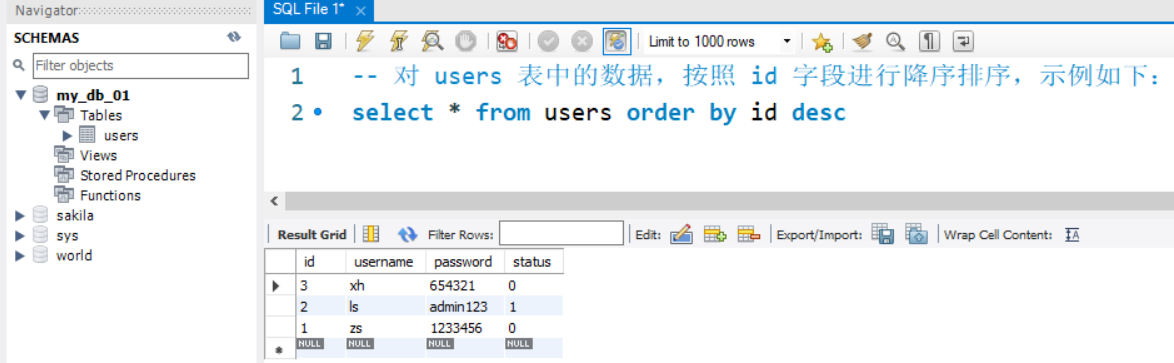 Navigator
SQL File 1*
SCHEMAS
Limit to 1000 rows
Filter objects
1 -- 对 users 表中的数据，按照 id 字段进行降序排序，示例如下：
my_db_01
2 select * from users order by id desc
Tables
users
Views
Stored Procedures
Functions
sakila
sys
world
Result Grid Filter Rows: Edit: Export/Import: Wrap Cell Content:
id username password status
3 xh 654321 0
2 ls admin123 1
1 zs 1233456 0
NULL NULL NULL NULL